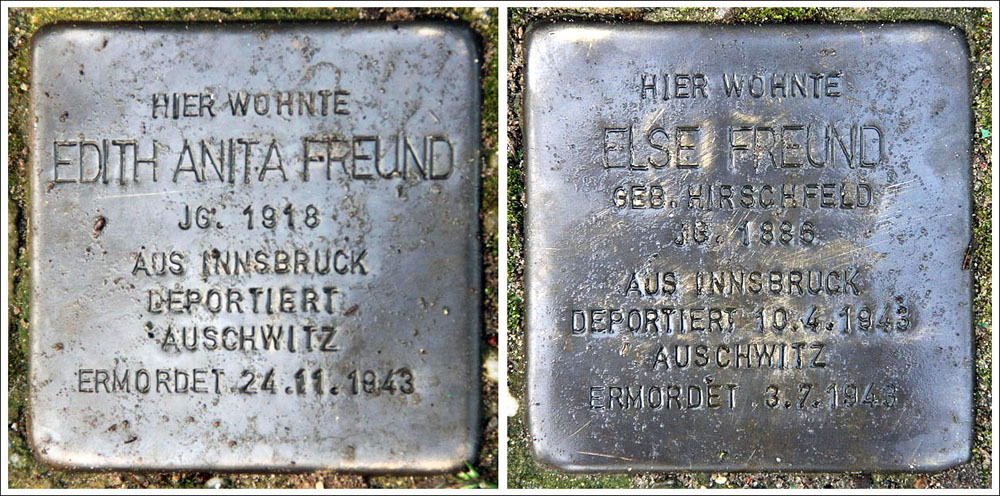 HIER WOHNTE
EDITH ANITA FREUND
JG. 1918
AUS INNSBRUCK
DEPORTIERT
AUSCHWITZ
ERMORDET 24.11.1943
HIER WOHNTE
ELSE FREUND
GEB. HIRSCHFELD
JG. 1886
AUS INNSBRUCK
DEPORTIERT 10.4.1943
AUSCHWITZ
ERMORDET 3.7.1943